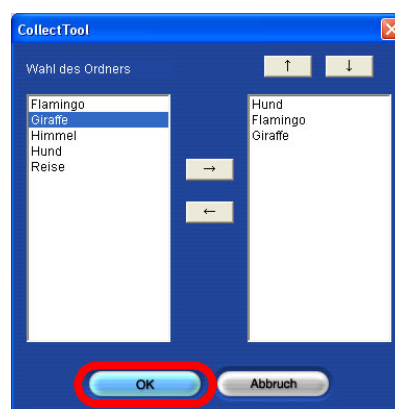 CollectTool
Wahl des Ordners
↑ ↓
Flamingo
Giraffe
Himmel
Hund
Reise
→
←
Hund
Flamingo
Giraffe
OK Abbruch